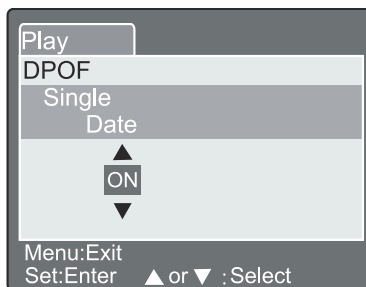 Play
DPOF
Single
Date
▲
ON
▼
Menu:Exit
Set:Enter ▲ or ▼ :Select